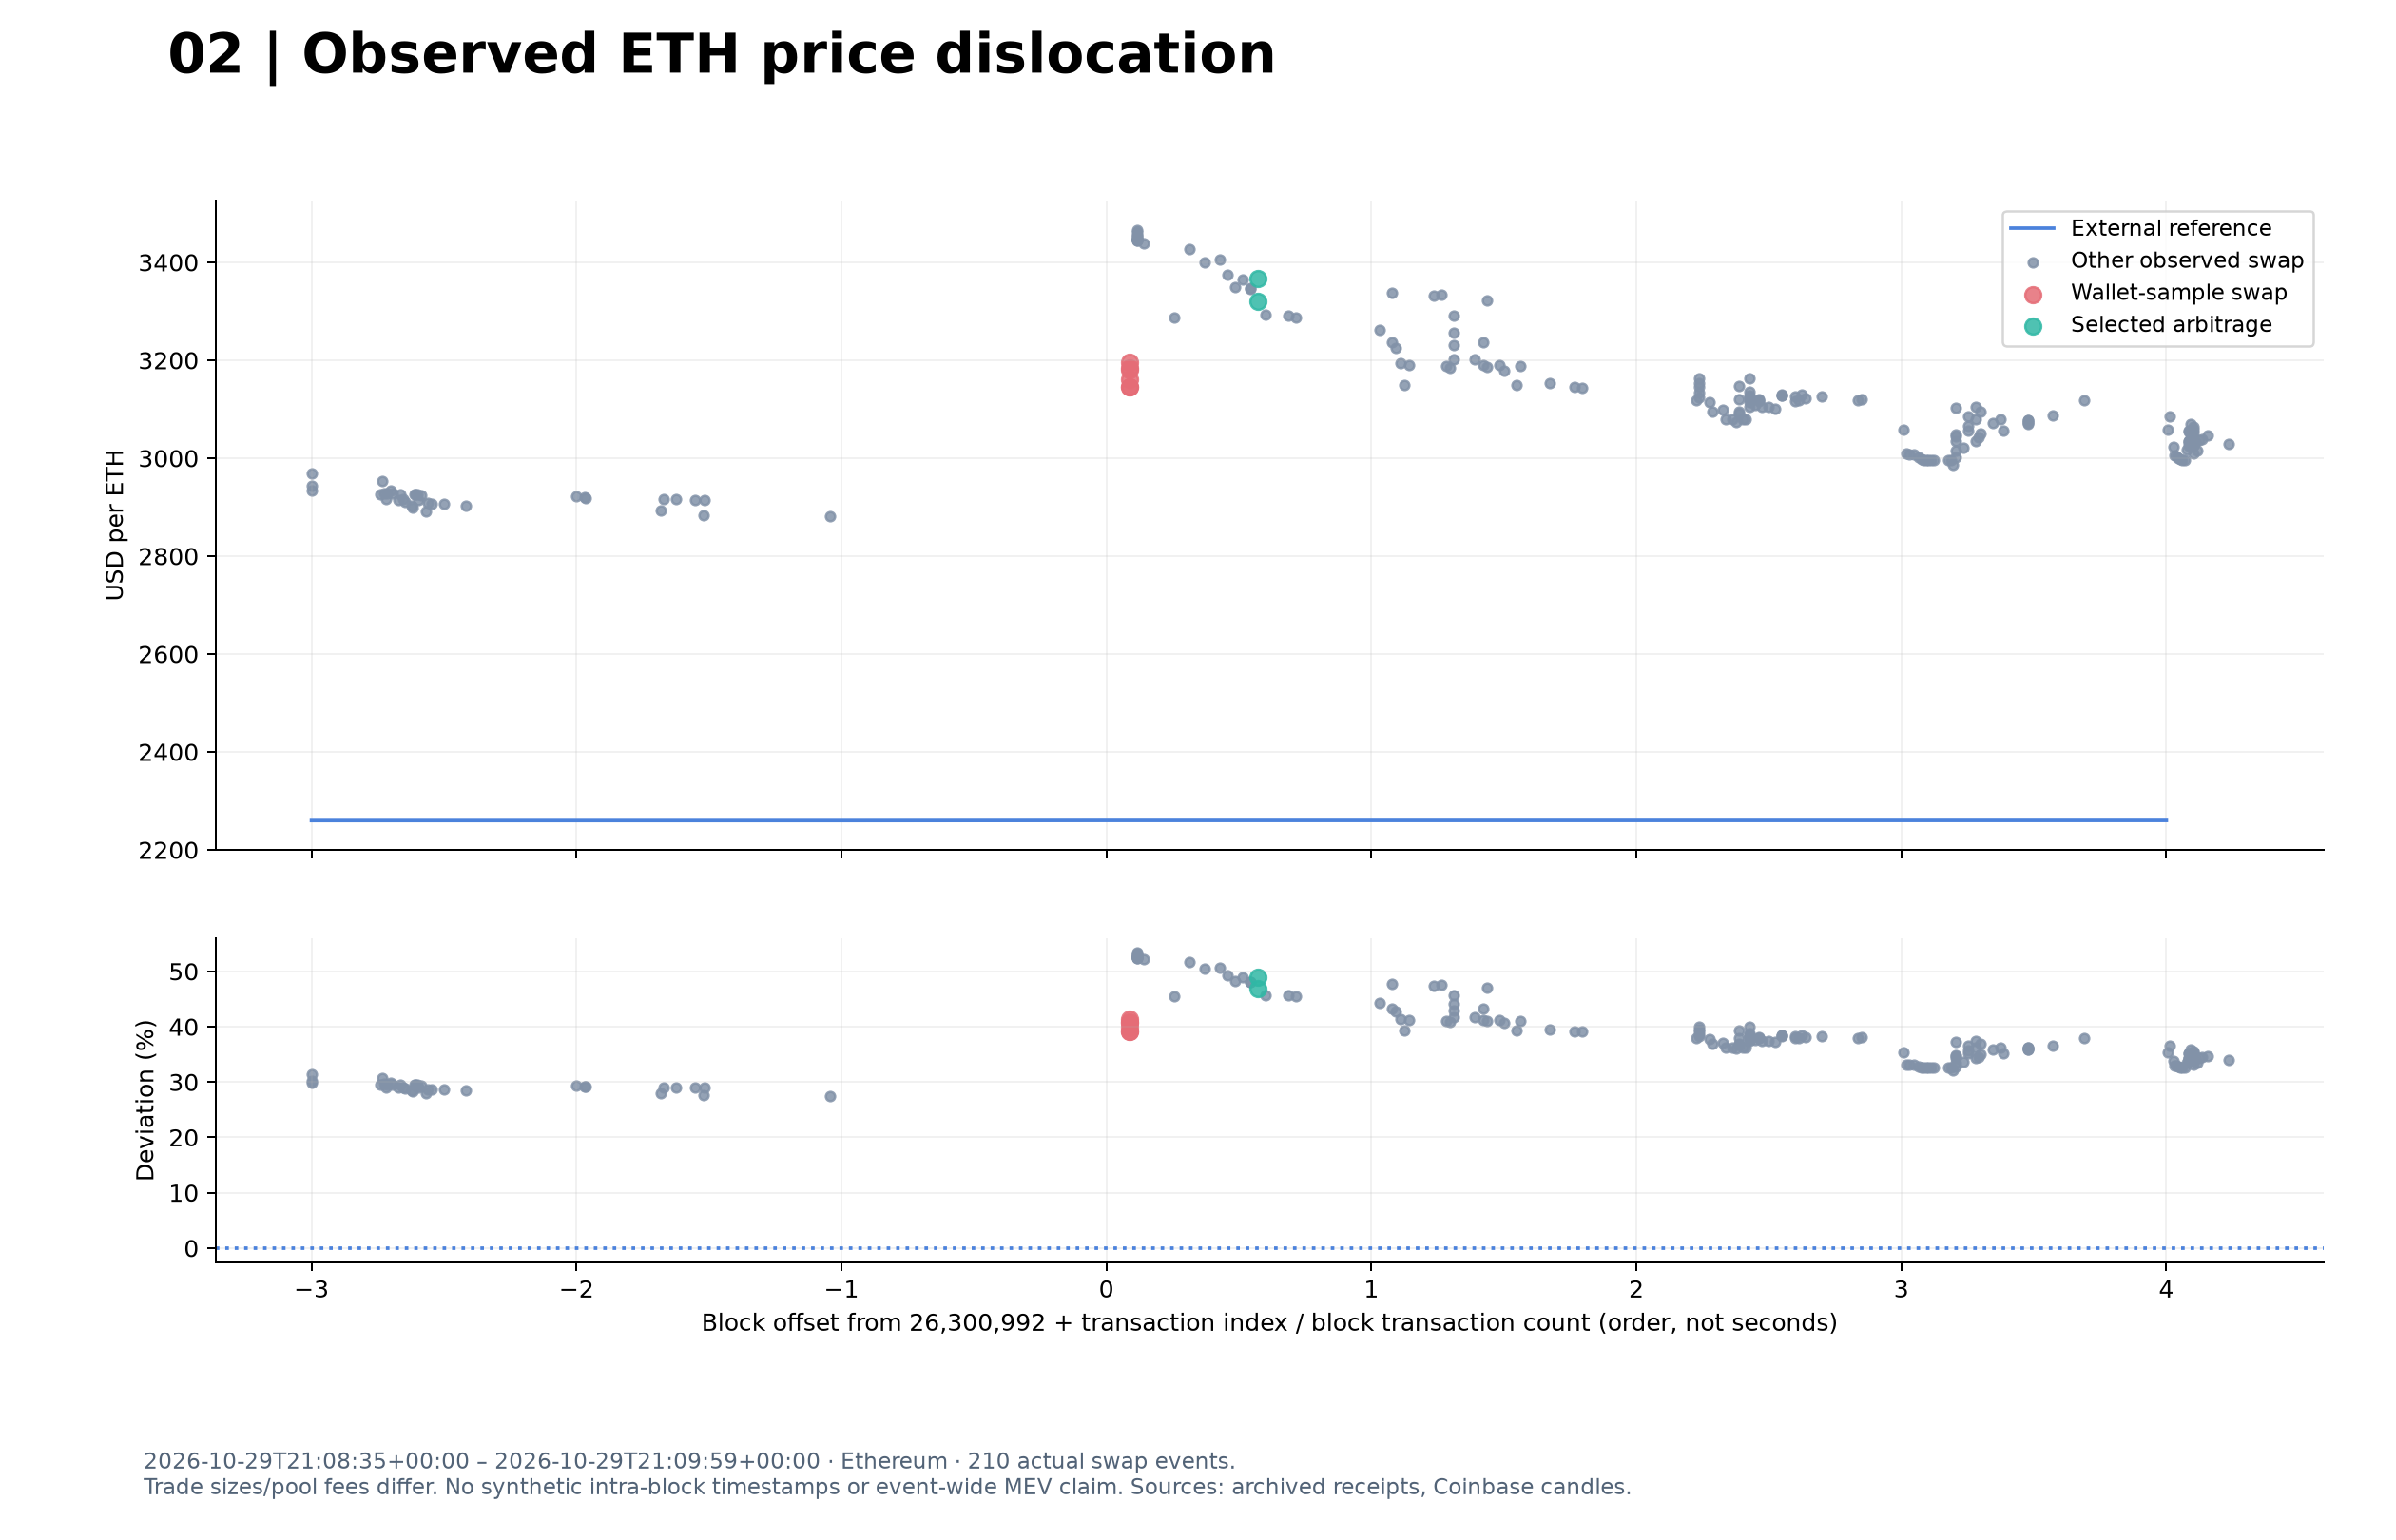 02 | Observed ETH price dislocation
External reference
Other observed swap
Wallet-sample swap
Selected arbitrage
USD per ETH
3400
3200
3000
2800
2600
2400
2200
Deviation (%)
50
40
30
20
10
0
−3 −2 −1 0 1 2 3 4
Block offset from 26,300,992 + transaction index / block transaction count (order, not seconds)
2026-10-29T21:08:35+00:00 – 2026-10-29T21:09:59+00:00 · Ethereum · 210 actual swap events.
Trade sizes/pool fees differ. No synthetic intra-block timestamps or event-wide MEV claim. Sources: archived receipts, Coinbase candles.